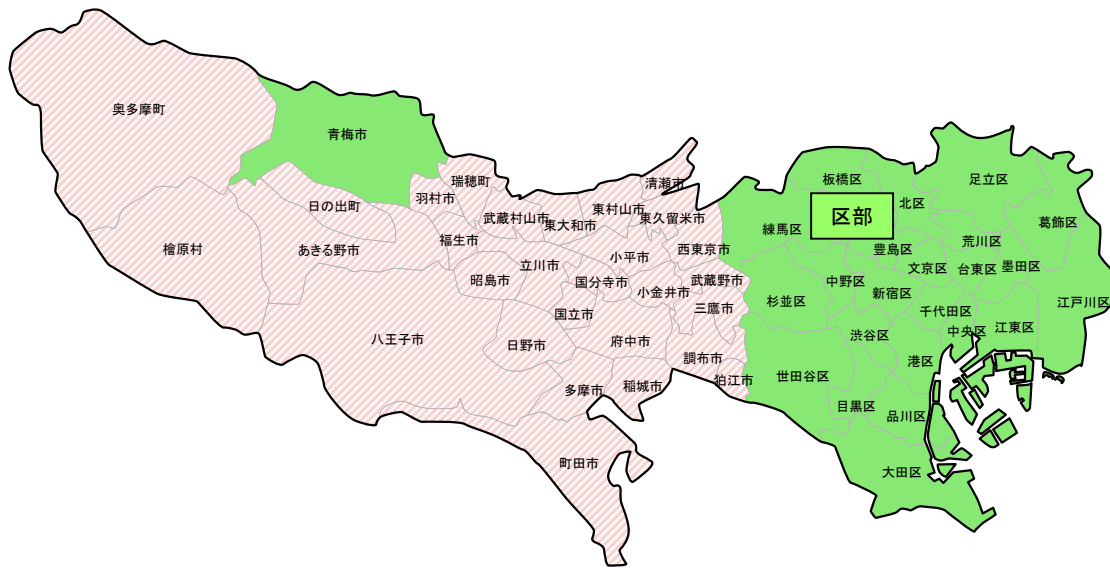 奥多摩町
青梅市
瑞穂町
清瀬市
板橋区
足立区
日の出町
羽村市
武蔵村山市
東大和市
東村山市
東久留米市
練馬区
区部
北区
葛飾区
檜原村
あきる野市
福生市
西東京市
豊島区
荒川区
昭島市
立川市
小平市
国分寺市
小金井市
武蔵野市
三鷹市
杉並区
中野区
新宿区
文京区
台東区
墨田区
江戸川区
八王子市
日野市
国立市
府中市
調布市
狛江市
千代田区
中央区
江東区
渋谷区
港区
世田谷区
多摩市
稲城市
目黒区
品川区
町田市
大田区